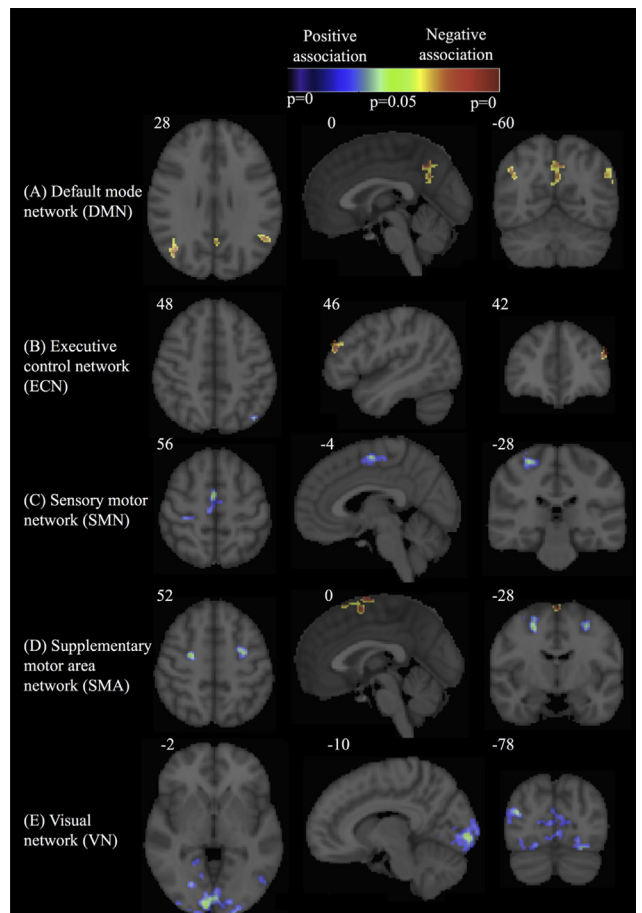 Positive association
Negative association
p=0
p=0.05
p=0
28
0
-60
(A) Default mode
network (DMN)
48
46
42
(B) Executive
control network
(ECN)
56
-4
-28
(C) Sensory motor
network (SMN)
52
0
-28
(D) Supplementary
motor area
network (SMA)
-2
-10
-78
(E) Visual
network (VN)